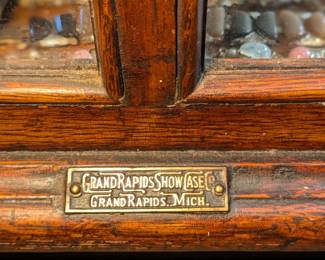 GRAND RAPIDS SHOW CASE CO
GRAND RAPIDS, MICH.